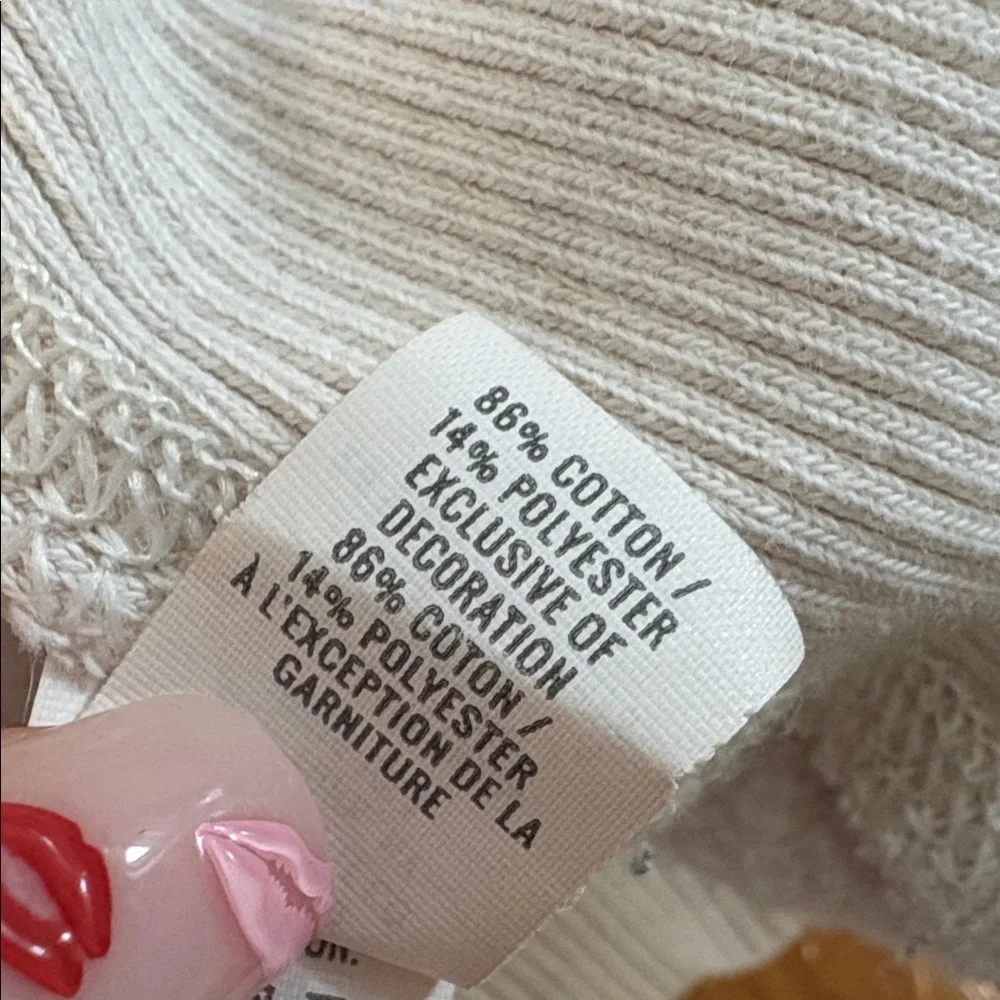 86% COTTON /
14% POLYESTER
EXCLUSIVE OF
DECORATION
86% COTON /
14% POLYESTER
À L'EXCEPTION DE LA
GARNITURE